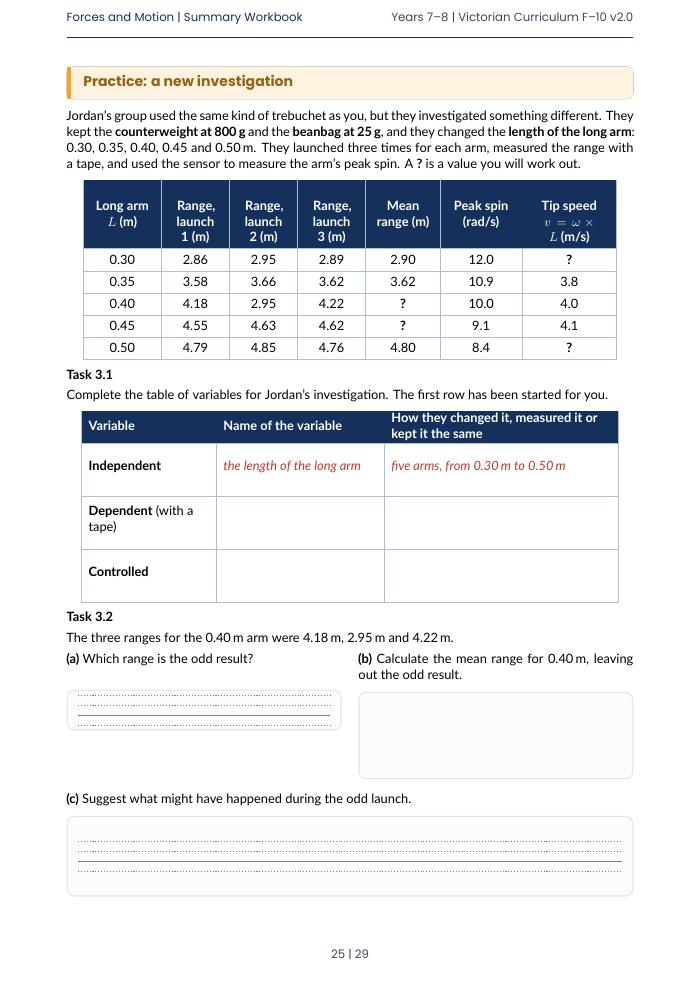 Forces and Motion | Summary Workbook Years 7–8 | Victorian Curriculum F–10 v2.0
Practice: a new investigation
Jordan's group used the same kind of trebuchet as you, but they investigated something different. They
kept the counterweight at 800 g and the beanbag at 25 g, and they changed the length of the long arm:
0.30, 0.35, 0.40, 0.45 and 0.50 m. They launched three times for each arm, measured the range with
a tape, and used the sensor to measure the arm's peak spin. A ? is a value you will work out.
Long arm L (m) Range, launch 1 (m) Range, launch 2 (m) Range, launch 3 (m) Mean range (m) Peak spin (rad/s) Tip speed v = ω × L (m/s)
0.30 2.86 2.95 2.89 2.90 12.0 ?
0.35 3.58 3.66 3.62 3.62 10.9 3.8
0.40 4.18 2.95 4.22 ? 10.0 4.0
0.45 4.55 4.63 4.62 ? 9.1 4.1
0.50 4.79 4.85 4.76 4.80 8.4 ?
Task 3.1
Complete the table of variables for Jordan's investigation. The first row has been started for you.
Variable Name of the variable How they changed it, measured it or kept it the same
Independent the length of the long arm five arms, from 0.30 m to 0.50 m
Dependent (with a
tape)
Controlled
Task 3.2
The three ranges for the 0.40 m arm were 4.18 m, 2.95 m and 4.22 m.
(a) Which range is the odd result?
(b) Calculate the mean range for 0.40 m, leaving
out the odd result.
(c) Suggest what might have happened during the odd launch.
25 | 29